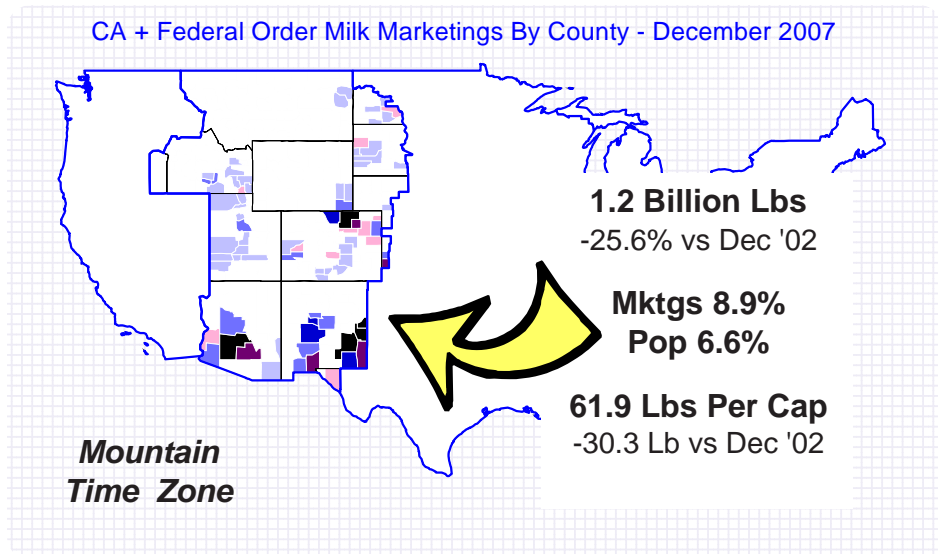 CA + Federal Order Milk Marketings By County - December 2007
1.2 Billion Lbs
-25.6% vs Dec '02
Mktgs 8.9%
Pop 6.6%
61.9 Lbs Per Cap
-30.3 Lb vs Dec '02
Mountain
Time Zone